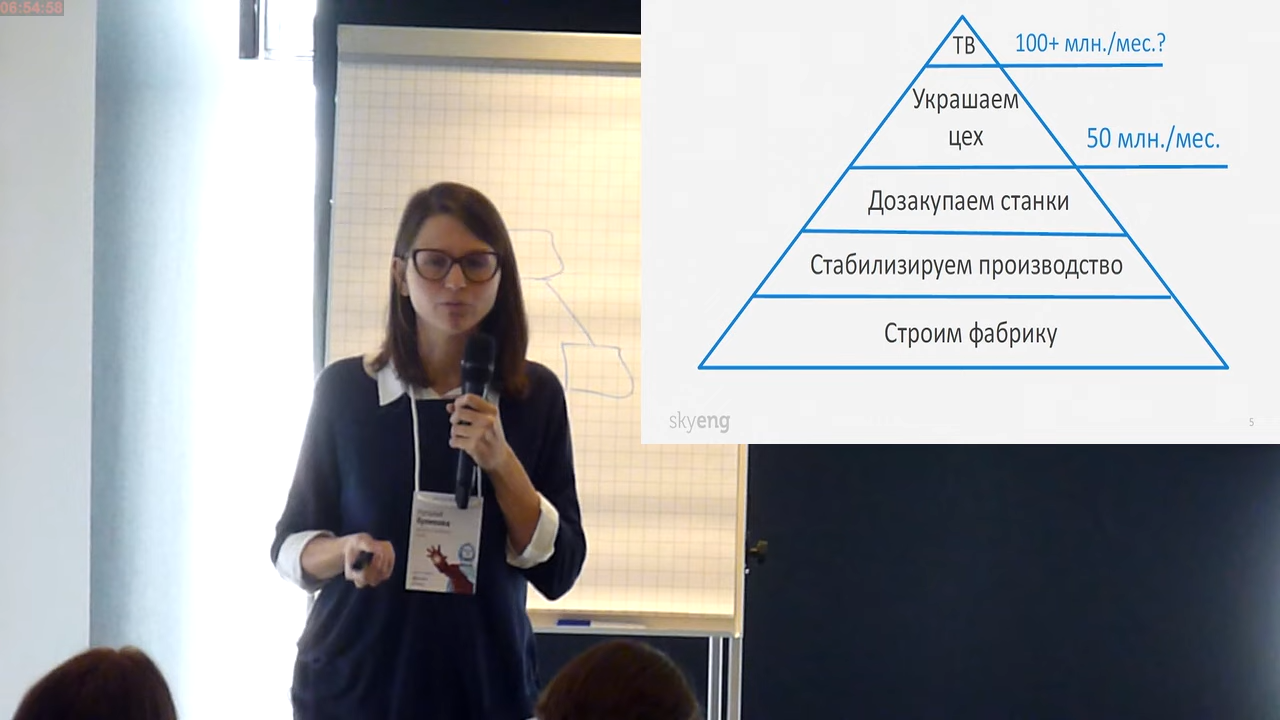 06:54:58
ТВ
100+ млн./мес.?
Украшаем
цех
50 млн./мес.
Дозакупаем станки
Стабилизируем производство
Строим фабрику
skyeng
5